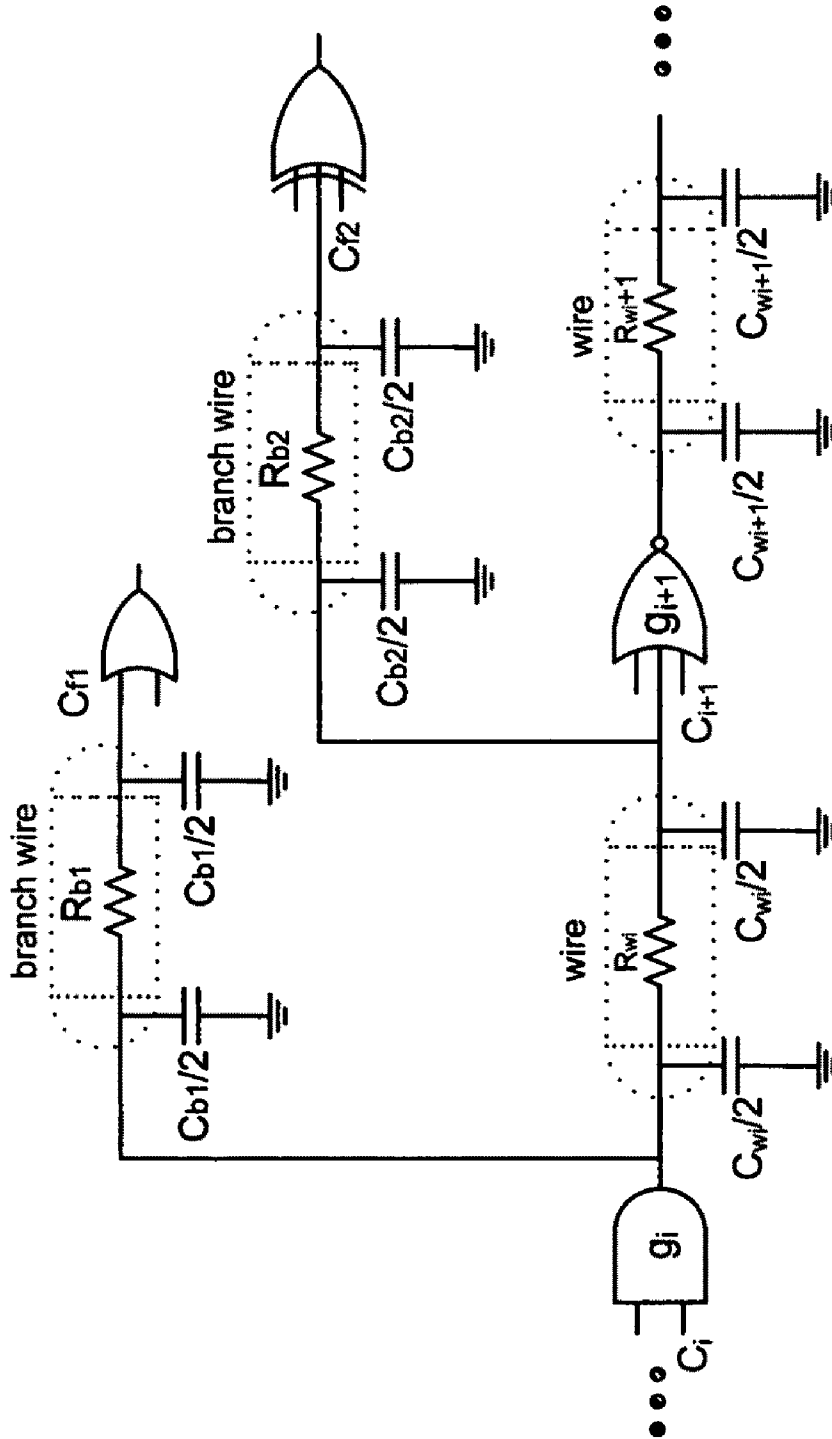 branch wire
Rb1
Cb1/2
Cb1/2
Cf1
branch wire
Rb2
Cb2/2
Cb2/2
Cf2
Ci
gi
wire
Rwi
Cwi/2
Cwi/2
Ci+1
gi+1
wire
Rwi+1
Cwi+1/2
Cwi+1/2